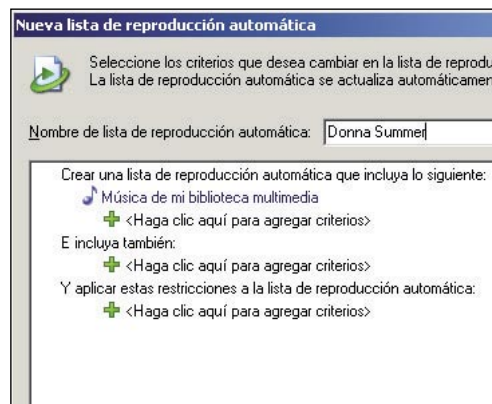 Nueva lista de reproducción automática
Seleccione los criterios que desea cambiar en la lista de
La lista de reproducción automática se actualiza
Nombre de lista de reproducción automática: Donna Summer
Crear una lista de reproducción automática que incluya lo siguiente:
Música de mi biblioteca multimedia
<Haga clic aquí para agregar criterios>
E incluya también:
<Haga clic aquí para agregar criterios>
Y aplicar estas restricciones a la lista de reproducción automática:
<Haga clic aquí para agregar criterios>